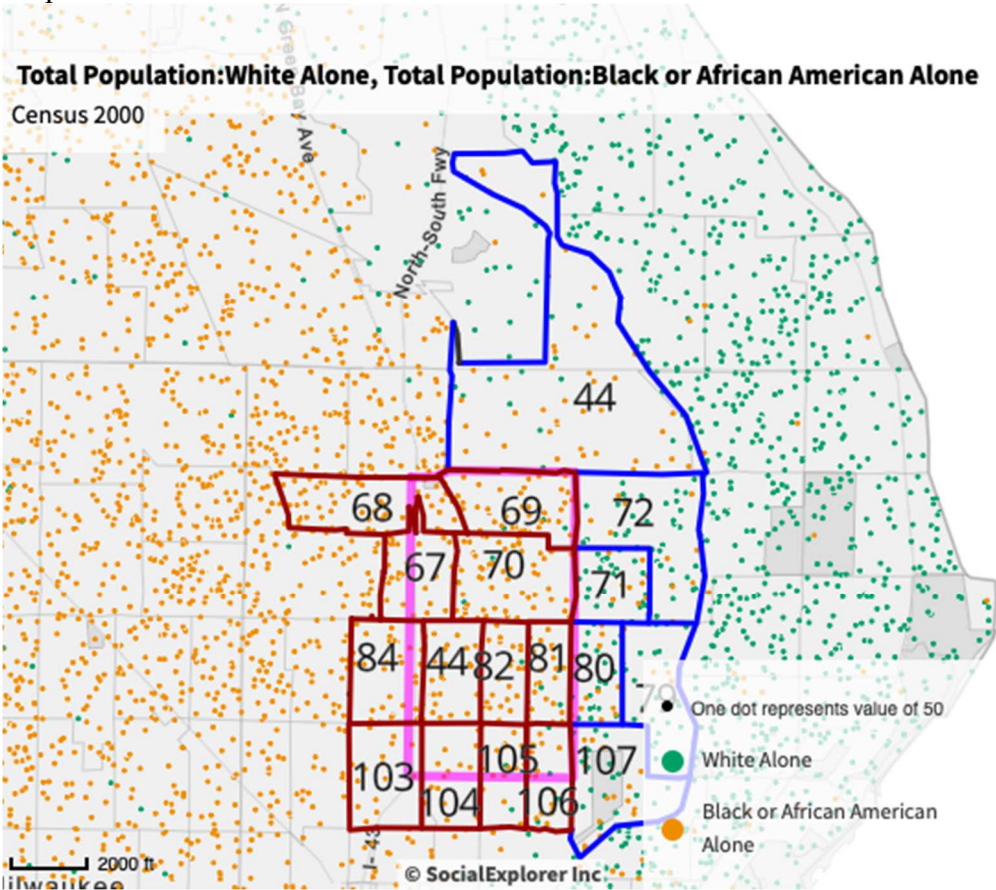 N Green Bay Ave
Total Population:White Alone, Total Population:Black or African American Alone
Census 2000
North-South Fwy
44
68
69
72
67
70
71
84
44
82
81
80
79
One dot represents value of 50
White Alone
105
107
103
104
106
Black or African American
Alone
I-43
2000 ft
© SocialExplorer Inc